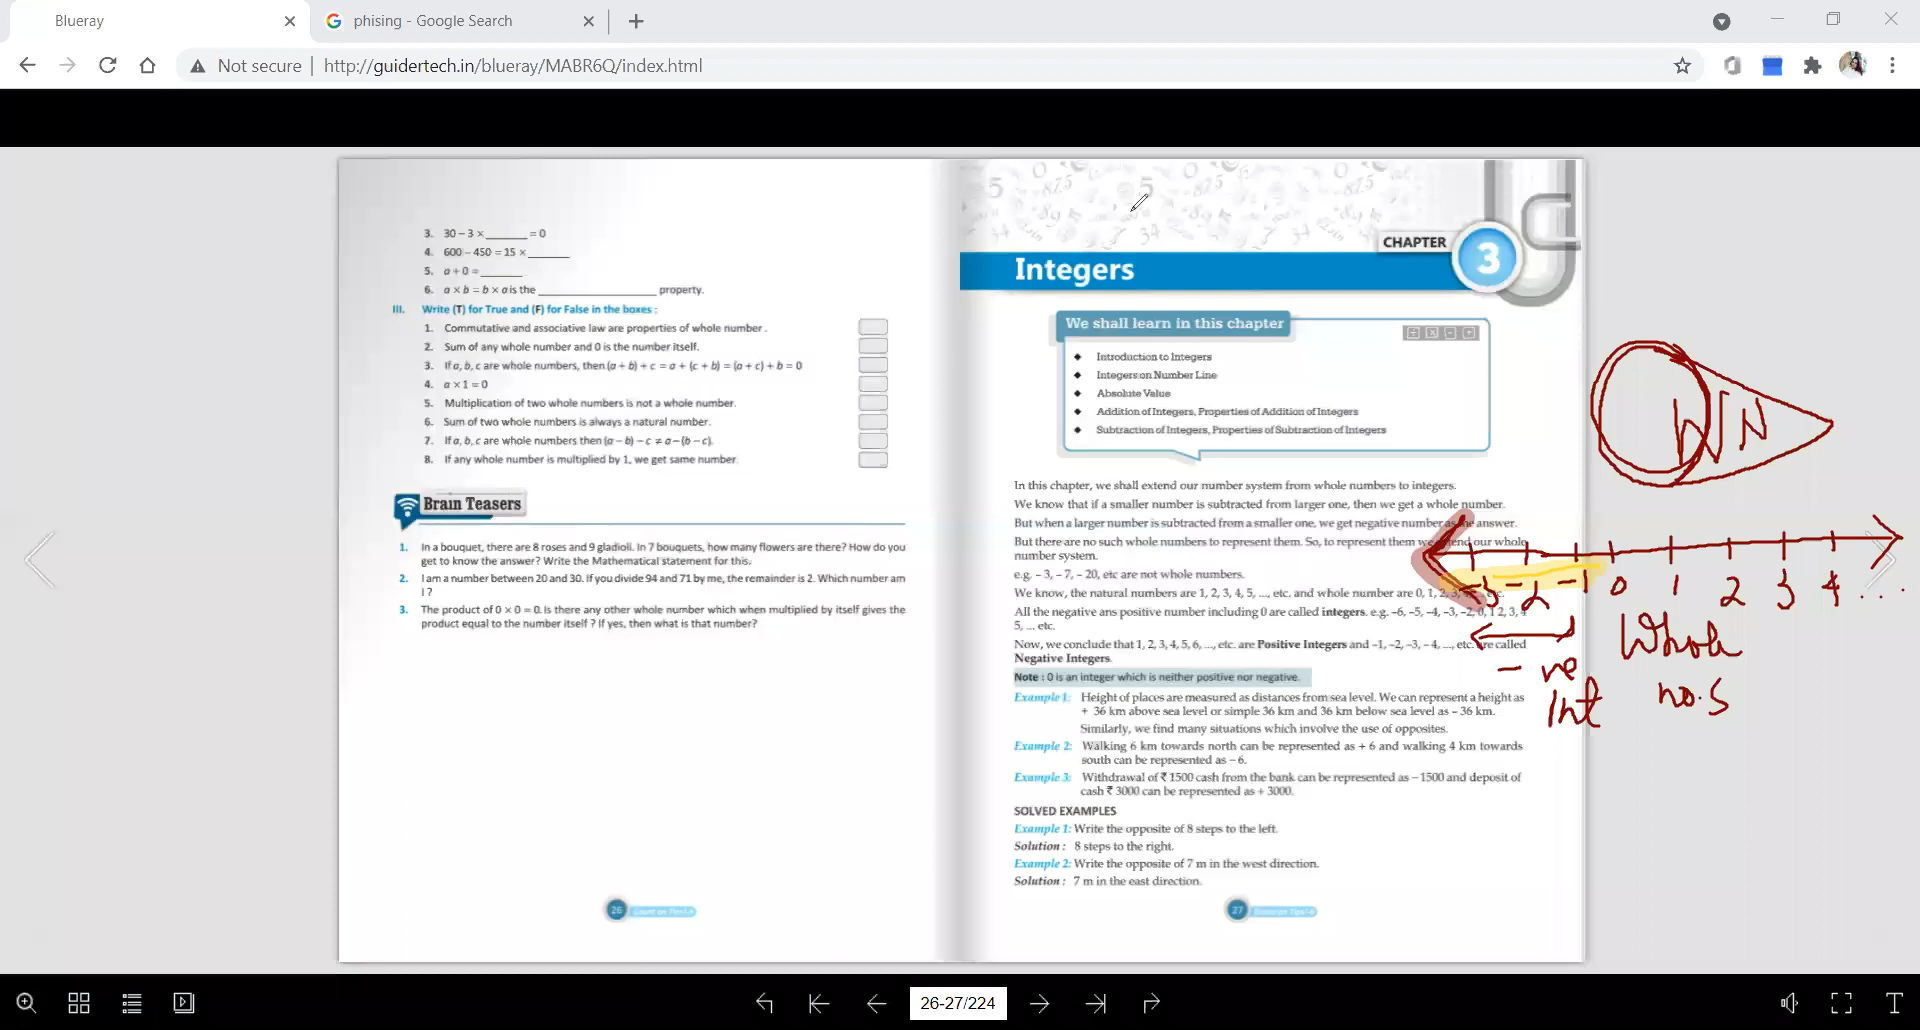 Blueray
phising - Google Search
Not secure | http://guidertech.in/blueray/MABR6Q/index.html
3. 30 – 3 × _______ = 0
4. 600 – 450 = 15 × _______
5. a + 0 = _______
6. a × b = b × a is the ____________________ property.
III. Write (T) for True and (F) for False in the boxes :
1. Commutative and associative law are properties of whole number .
2. Sum of any whole number and 0 is the number itself.
3. If a, b, c are whole numbers, then (a + b) + c = a + (c + b) = (a + c) + b = 0
4. a × 1 = 0
5. Multiplication of two whole numbers is not a whole number.
6. Sum of two whole numbers is always a natural number.
7. If a, b, c are whole numbers then (a – b) – c ≠ a – (b – c).
8. If any whole number is multiplied by 1, we get same number.
Brain Teasers
1. In a bouquet, there are 8 roses and 9 gladioli. In 7 bouquets, how many flowers are there? How do you
get to know the answer? Write the Mathematical statement for this.
2. I am a number between 20 and 30. If you divide 94 and 71 by me, the remainder is 2. Which number am
I ?
3. The product of 0 × 0 = 0. Is there any other whole number which when multiplied by itself gives the
product equal to the number itself ? If yes, then what is that number?
26
CHAPTER 3
Integers
We shall learn in this chapter
Introduction to Integers
Integers on Number Line
Absolute Value
Addition of Integers, Properties of Addition of Integers
Subtraction of Integers, Properties of Subtraction of Integers
In this chapter, we shall extend our number system from whole numbers to integers.
We know that if a smaller number is subtracted from larger one, then we get a whole number.
But when a larger number is subtracted from a smaller one, we get negative number as the answer.
But there are no such whole numbers to represent them. So, to represent them we extend our whole
number system.
e.g. – 3, – 7, – 20, etc are not whole numbers.
We know, the natural numbers are 1, 2, 3, 4, 5, ..., etc. and whole number are 0, 1, 2, 3, etc.
All the negative ans positive number including 0 are called integers. e.g. –6, –5, –4, –3, –2, 0, 1 2, 3, 4
5, ... etc.
Now, we conclude that 1, 2, 3, 4, 5, 6, ..., etc. are Positive Integers and –1, –2, –3, – 4, ..., etc. are called
Negative Integers.
Note : 0 is an integer which is neither positive nor negative.
Example 1: Height of places are measured as distances from sea level. We can represent a height as
+ 36 km above sea level or simple 36 km and 36 km below sea level as – 36 km.
Similarly, we find many situations which involve the use of opposites.
Example 2: Walking 6 km towards north can be represented as + 6 and walking 4 km towards
south can be represented as – 6.
Example 3: Withdrawal of ₹ 1500 cash from the bank can be represented as – 1500 and deposit of
cash ₹ 3000 can be represented as + 3000.
SOLVED EXAMPLES
Example 1: Write the opposite of 8 steps to the left.
Solution : 8 steps to the right.
Example 2: Write the opposite of 7 m in the west direction.
Solution : 7 m in the east direction.
27
W N
-3 -2 -1 0 1 2 3 4 ...
- ve
Int
Whole
no.s
26-27/224